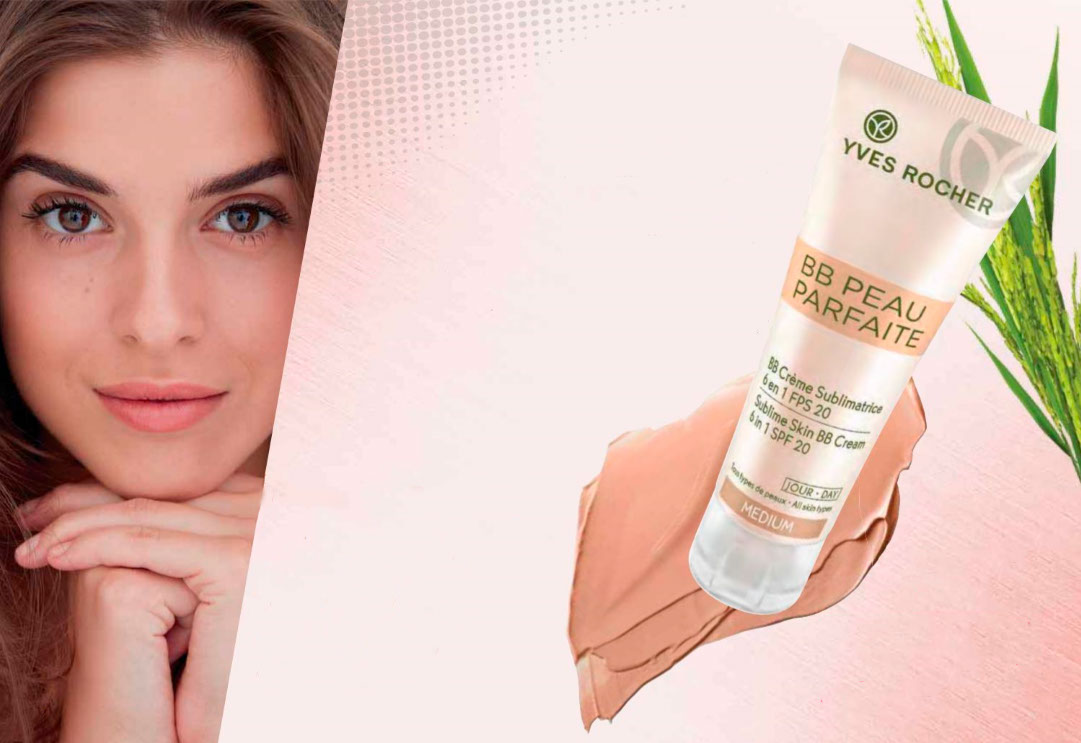 YVES ROCHER
BB PEAU
PARFAITE
BB Crème Sublimatrice
6 en 1 FPS 20
Sublime Skin BB Cream
6 in 1 SPF 20
JOUR • DAY
Tous types de peaux • All skin types
MEDIUM